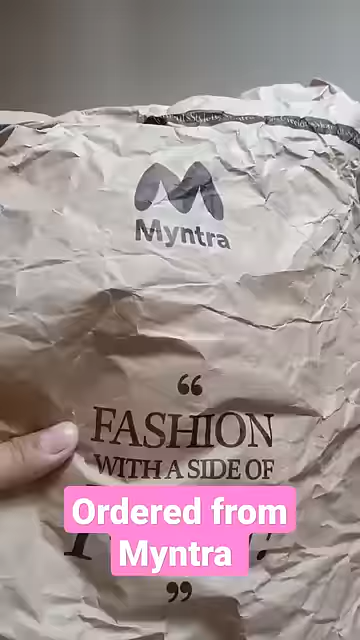 Myntra
“
FASHION
WITH A SIDE OF
Ordered from
Myntra
”